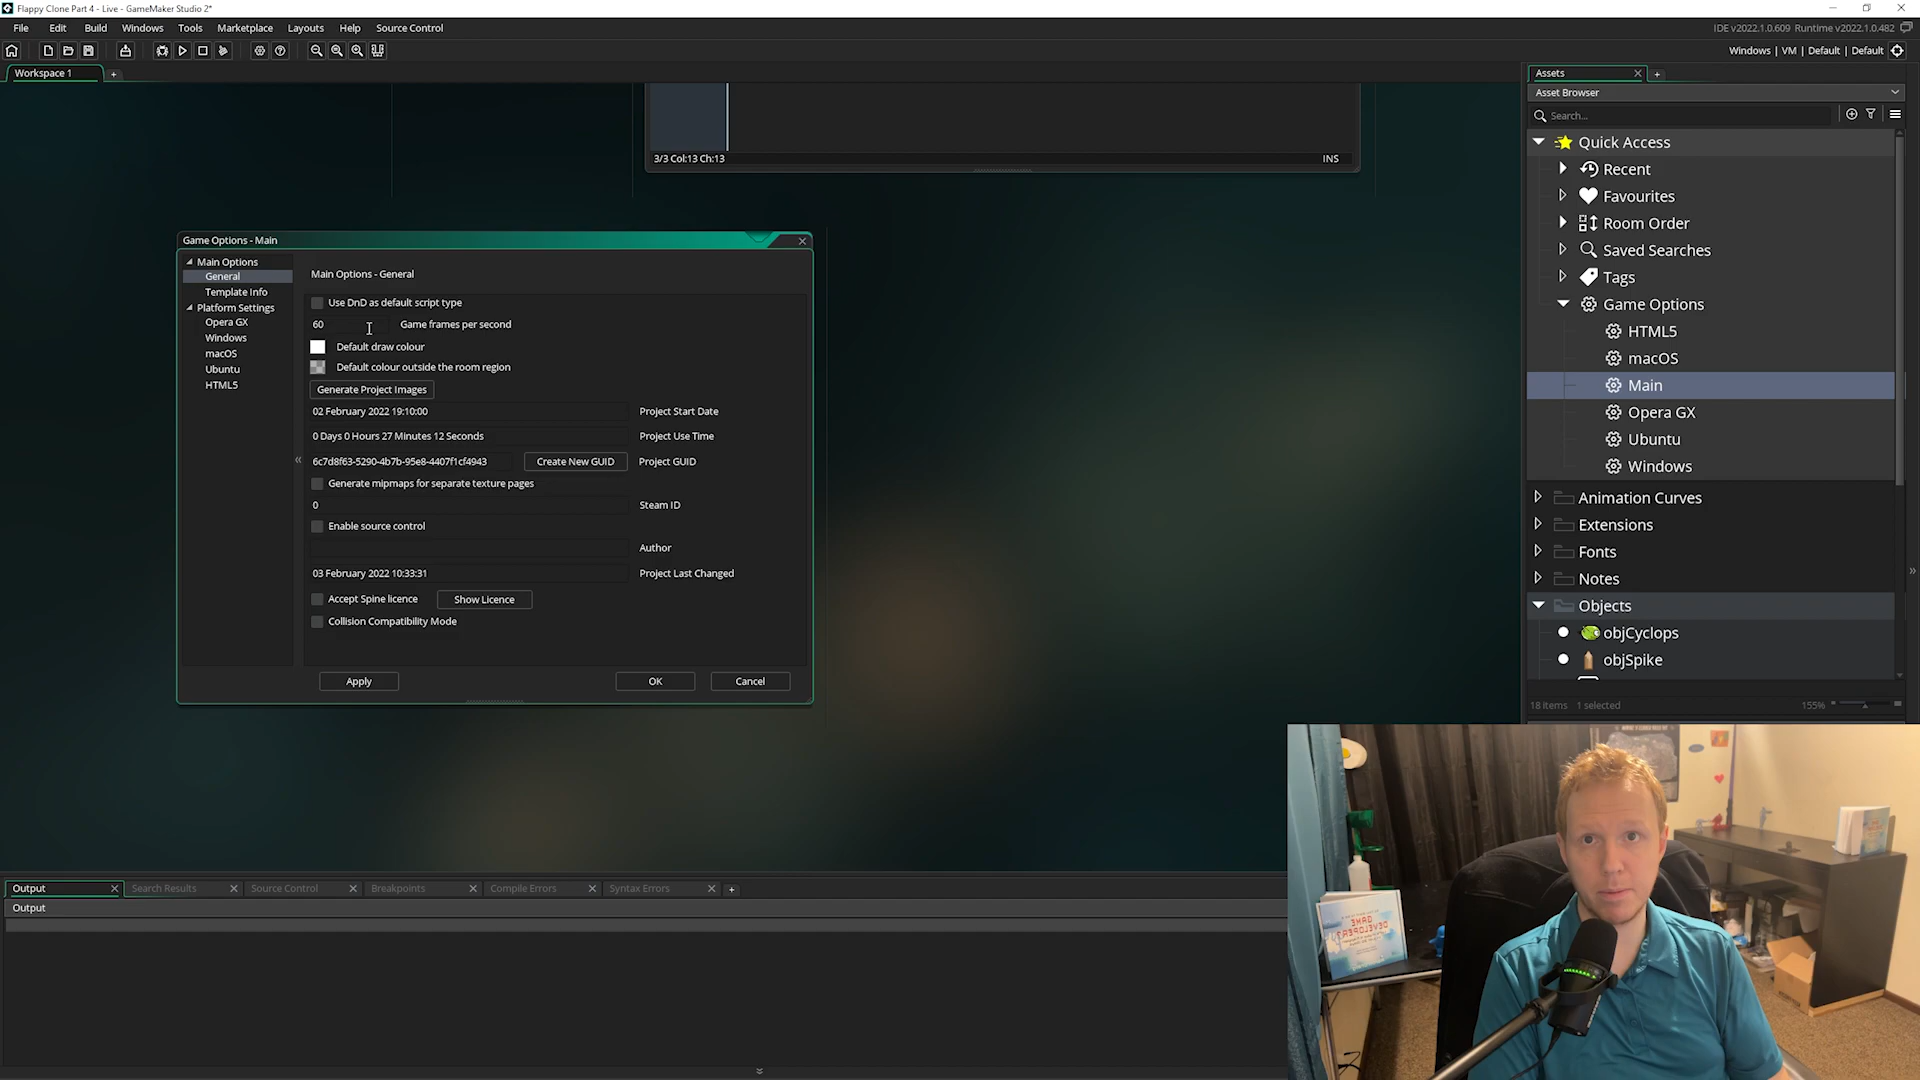 Flappy Clone Part 4 - Live - GameMaker Studio 2*
File Edit Build Windows Tools Marketplace Layouts Help Source Control
IDE v2022.1.0.609 Runtime v2022.1.0.482
Windows | VM | Default | Default
Workspace 1
3/3 Col:13 Ch:13
INS
Game Options - Main
Main Options
General
Template Info
Platform Settings
Opera GX
Windows
macOS
Ubuntu
HTML5
Main Options - General
Use DnD as default script type
60 Game frames per second
Default draw colour
Default colour outside the room region
Generate Project Images
02 February 2022 19:10:00 Project Start Date
0 Days 0 Hours 27 Minutes 12 Seconds Project Use Time
6c7d8f63-5290-4b7b-95e8-4407f1cf4943 Create New GUID Project GUID
Generate mipmaps for separate texture pages
0 Steam ID
Enable source control
Author
03 February 2022 10:33:31 Project Last Changed
Accept Spine licence Show Licence
Collision Compatibility Mode
Apply OK Cancel
Assets
Asset Browser
Search...
Quick Access
Recent
Favourites
Room Order
Saved Searches
Tags
Game Options
HTML5
macOS
Main
Opera GX
Ubuntu
Windows
Animation Curves
Extensions
Fonts
Notes
Objects
objCyclops
objSpike
18 items 1 selected 155%
Output Search Results Source Control Breakpoints Compile Errors Syntax Errors
Output
GAME
DEVELOPER?